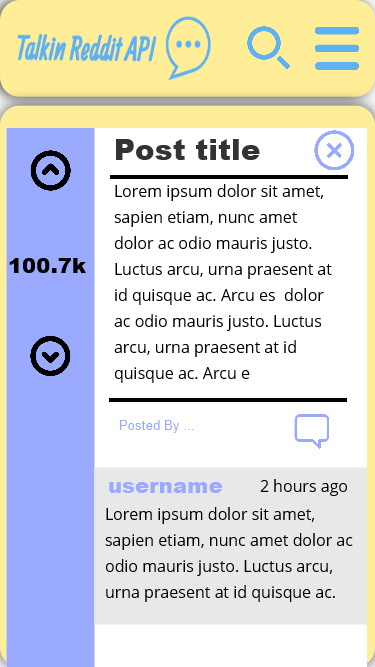 Talkin Reddit API
Post title
100.7k
Lorem ipsum dolor sit amet,
sapien etiam, nunc amet
dolor ac odio mauris justo.
Luctus arcu, urna praesent at
id quisque ac. Arcu es  dolor
ac odio mauris justo. Luctus
arcu, urna praesent at id
quisque ac. Arcu e
Posted By ...
username
2 hours ago
Lorem ipsum dolor sit amet,
sapien etiam, nunc amet dolor ac
odio mauris justo. Luctus arcu,
urna praesent at id quisque ac.